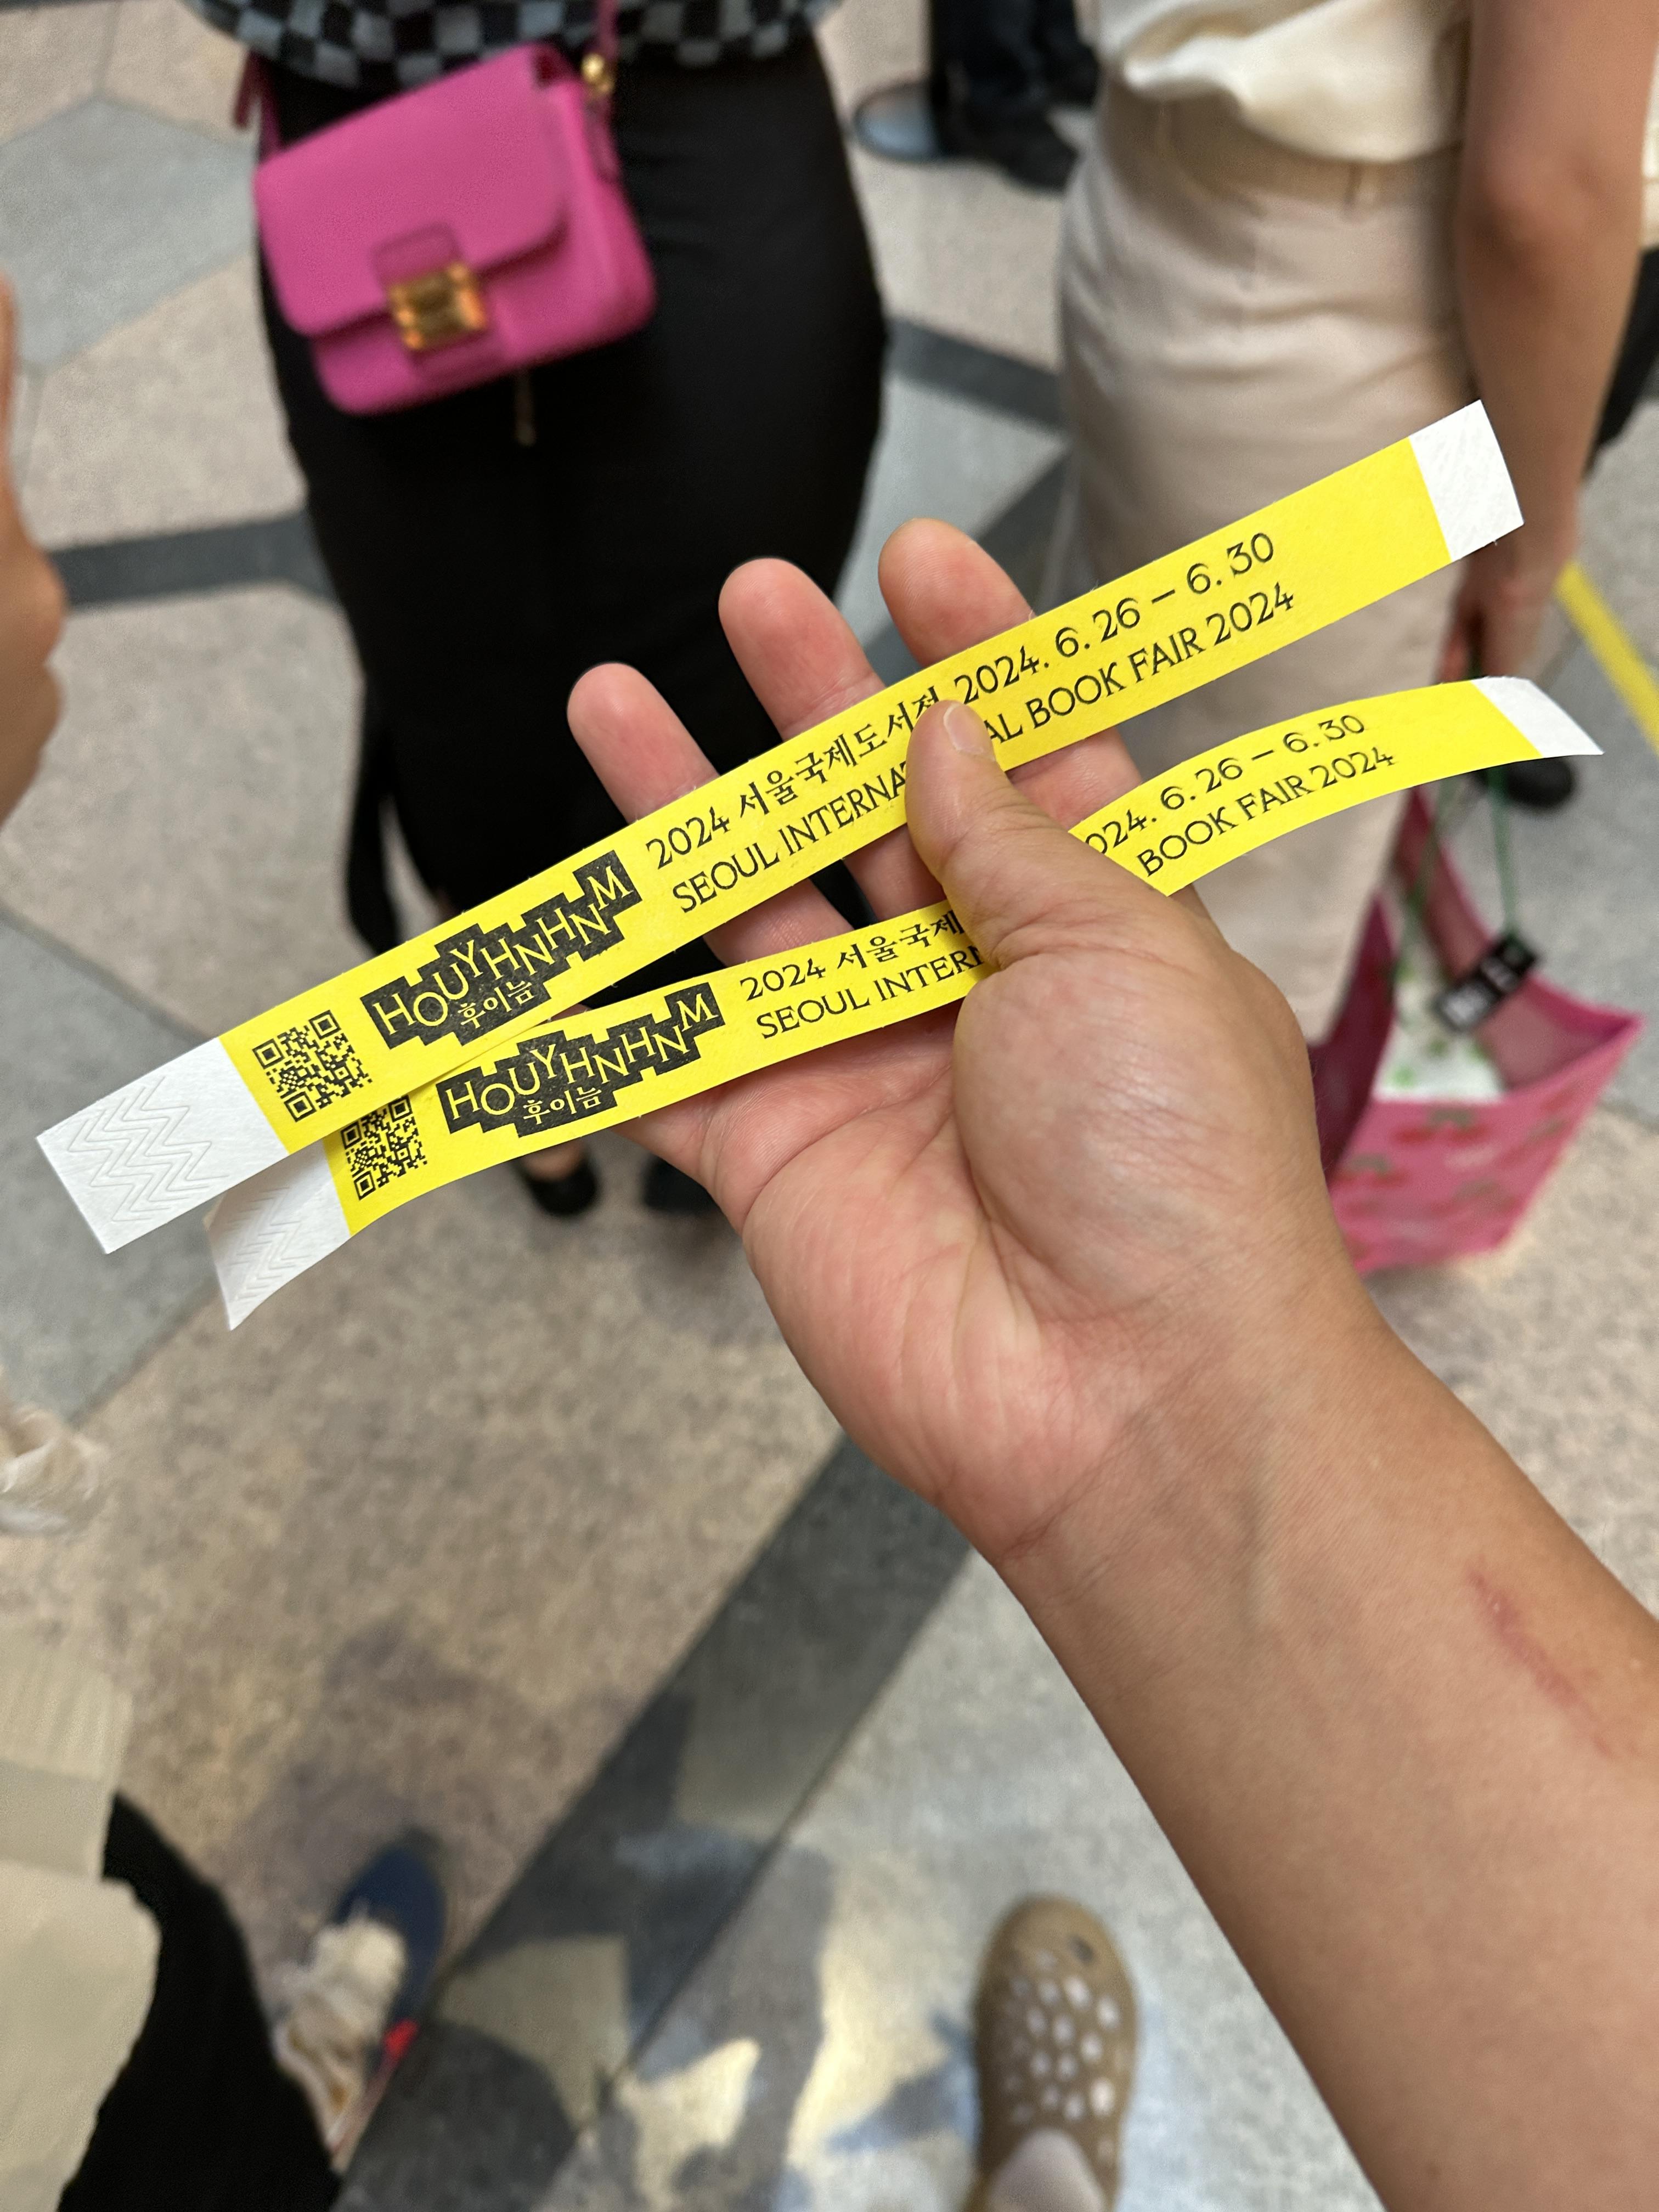 HOUYHNHNM
후이늠
2024 서울국제도서전 2024. 6. 26 – 6. 30
SEOUL INTERNA AL BOOK FAIR 2024
HOUYHNHNM
후이늠
2024 서울국제 024. 6. 26 – 6. 30
SEOUL INTERN BOOK FAIR 2024